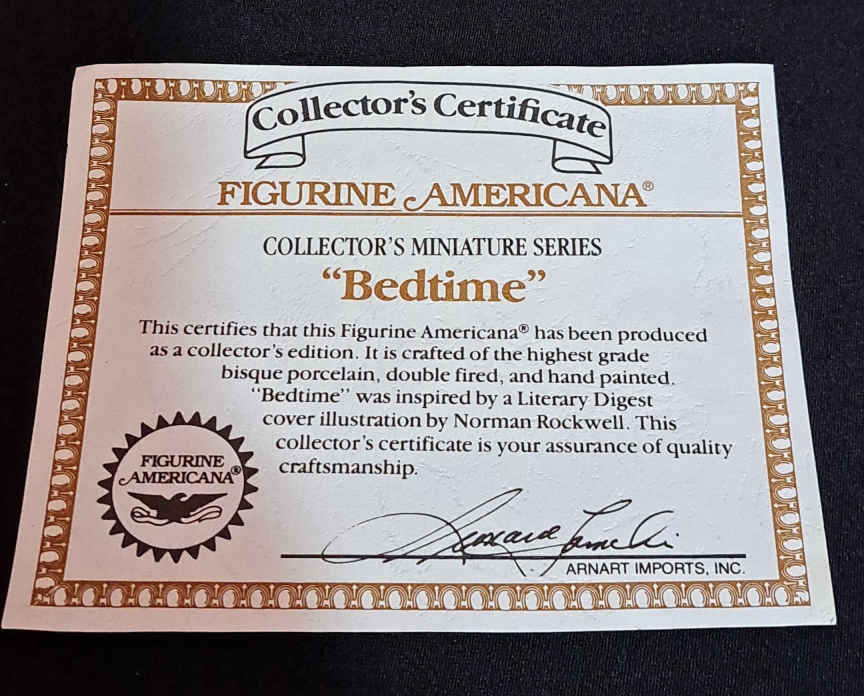 Collector's Certificate
FIGURINE AMERICANA®
COLLECTOR'S MINIATURE SERIES
"Bedtime"
This certifies that this Figurine Americana® has been produced
as a collector's edition. It is crafted of the highest grade
bisque porcelain, double fired, and hand painted.
"Bedtime" was inspired by a Literary Digest
cover illustration by Norman Rockwell. This
collector's certificate is your assurance of quality
craftsmanship.
FIGURINE
AMERICANA®
ARNART IMPORTS, INC.